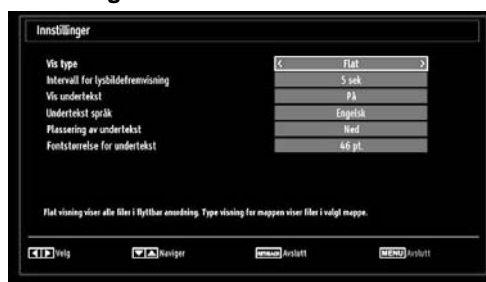 Innstillinger
Vis type < Flat >
Intervall for lysbildefremvisning 5 sek
Vis undertekst På
Undertekst språk Engelsk
Plassering av undertekst Ned
Fontstørrelse for undertekst 46 pt.
Flat visning viser alle filer i flyttbar anordning. Type visning for mappen viser filer i valgt mappe.
Velg Naviger Avslutt MENU Avslutt